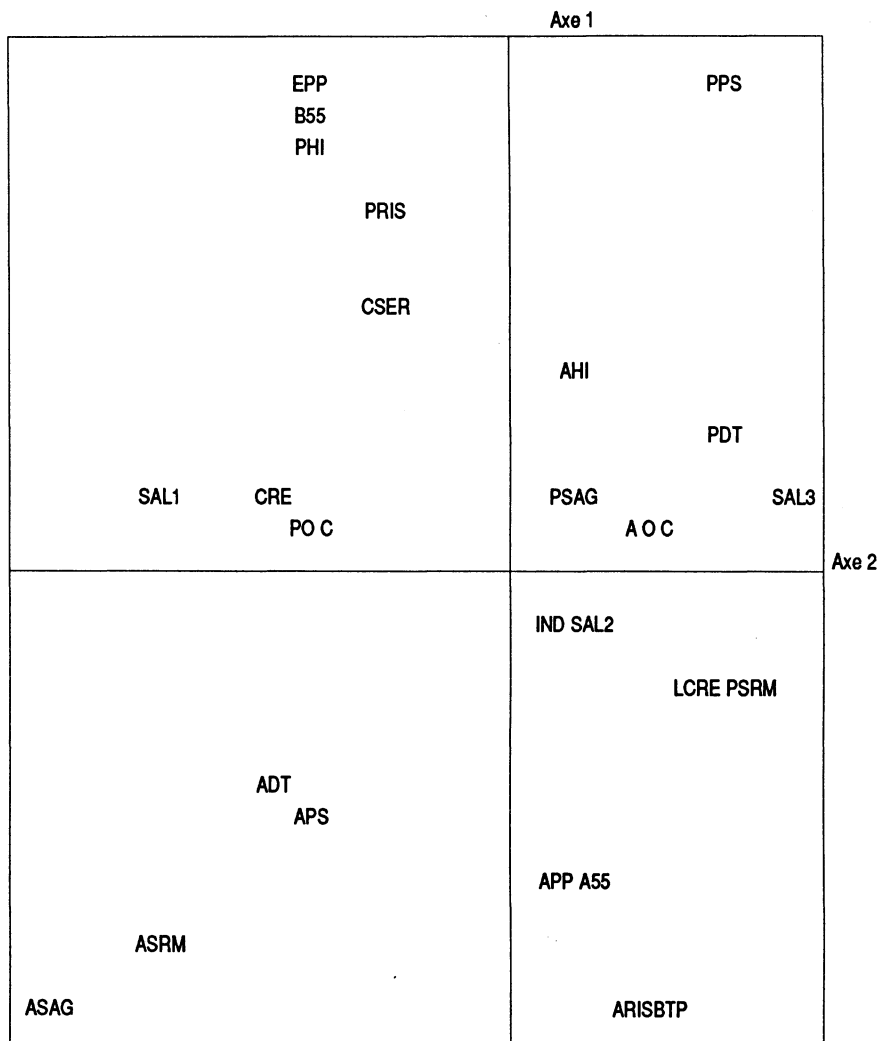 Axe 1
EPP PPS
B55
PHI
PRIS
CSER
AHI
PDT
SAL1 CRE PSAG SAL3
PO C A O C
Axe 2
IND SAL2
LCRE PSRM
ADT
APS
APP A55
ASRM
ASAG ARISBTP